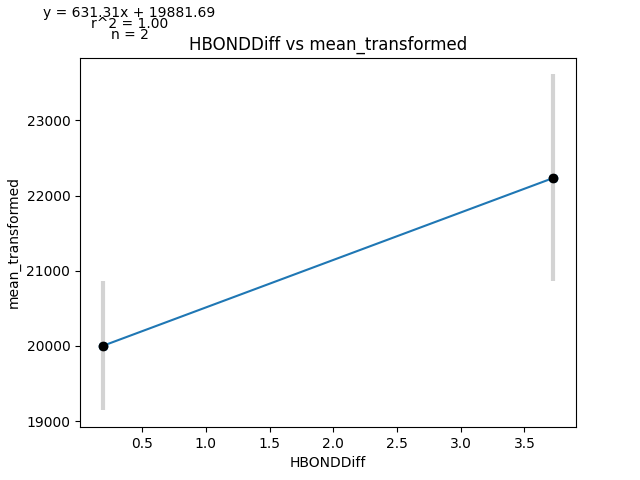 y = 631.31x + 19881.69
r^2 = 1.00
n = 2
HBONDDiff vs mean_transformed
mean_transformed
23000
22000
21000
20000
19000
0.5 1.0 1.5 2.0 2.5 3.0 3.5
HBONDDiff